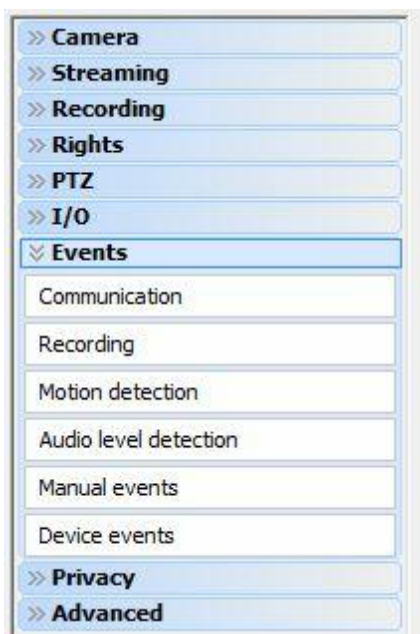 Camera
Streaming
Recording
Rights
PTZ
I/O
Events
Communication
Recording
Motion detection
Audio level detection
Manual events
Device events
Privacy
Advanced